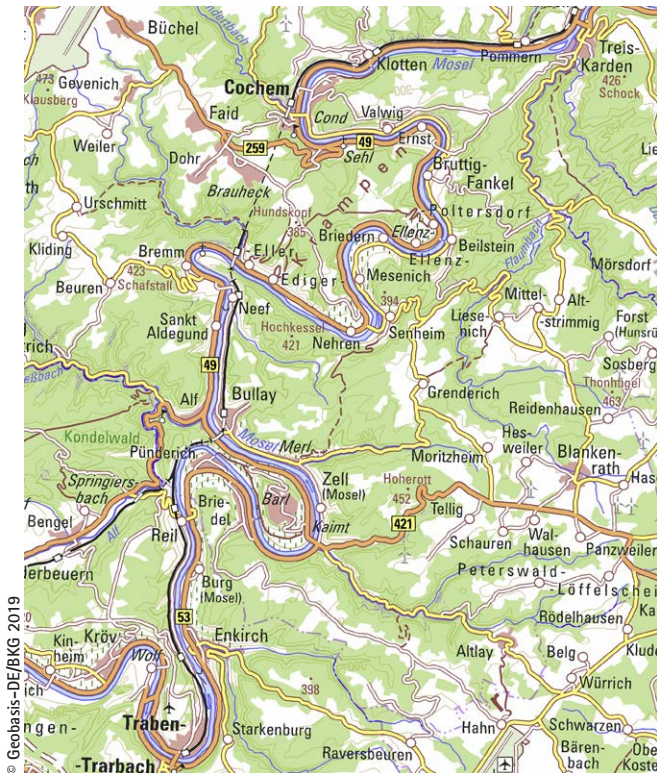 Büchel
473
Gevenich
Klausberg
Weiler
Faid
Dohr
Cochem
Cond
259
49
Sehl
Brauheck
Klotten
Mosel
Pommern
Treis-
Karden
426
Schock
Valwig
Ernst
Bruttig-
Fankel
Krampen
Hundskopf
385
Poltersdorf
Ellenz-
Ellenz-
Beilstein
Briedern
Mesenich
Flaumbach
Urschmitt
Kliding
Beuren
Bremm
423
Schafstall
Eller
Ediger-
Neef
Hochkessel
421
Nehren
394
Senheim
Sankt
Aldegund
49
Alf
Bullay
Mosel
Merl
Mörsdorf
Mittel-
Alt-
-strimmig
Liese-
nich
Forst
(Hunsrü
Sosberg
Thonhügel
463
Grenderich
Reidenhausen
Hes-
weiler
Moritzheim
Blanken-
rath
Kondelwald
Pünderich
Springiers-
bach
Bengel
Alf
Reil
Brie-
del
Barl
Zell
(Mosel)
Kaimt
Hoherott
452
421
Tellig
Schauren
Wal-
hausen
Panzweiler
Peterswald-
Löffelschei
Rödelhausen
Burg
(Mosel)
53
Kröv
Kin-
heim
Wolf
Enkirch
398
Traben-
-Trarbach
Starkenburg
Raversbeuren
Altlay
Hahn
Belg
Würrich
Schwarzen
Bären-
bach
© Geobasis-DE/BKG 2019